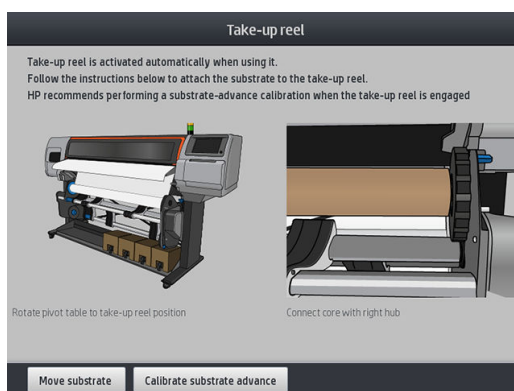 Take-up reel
Take-up reel is activated automatically when using it.
Follow the instructions below to attach the substrate to the take-up reel.
HP recommends performing a substrate-advance calibration when the take-up reel is engaged
Rotate pivot table to take-up reel position
Connect core with right hub
Move substrate
Calibrate substrate advance